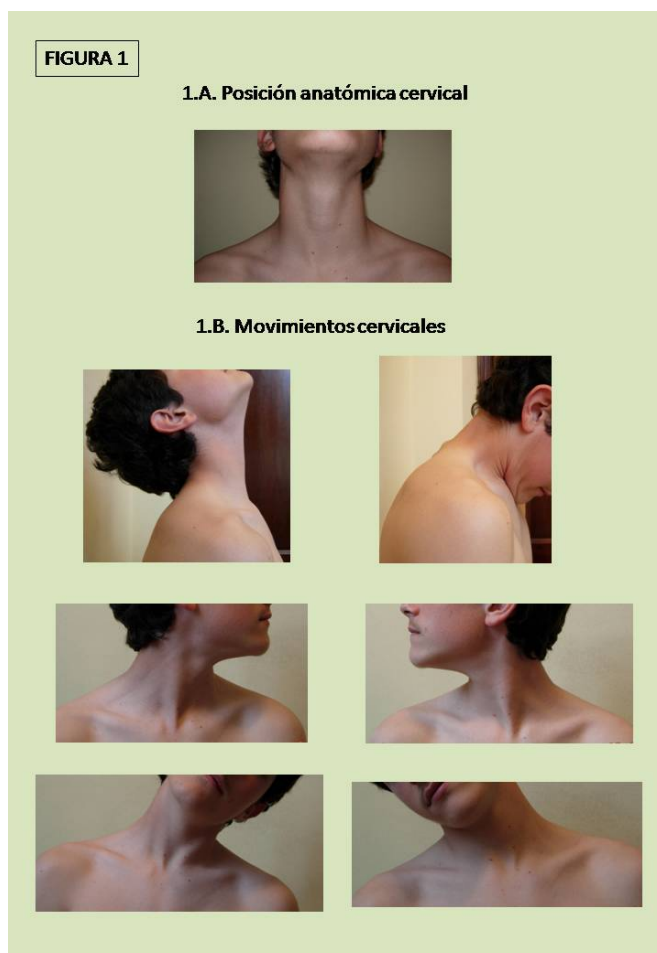 FIGURA 1
1.A. Posición anatómica cervical
1.B. Movimientos cervicales